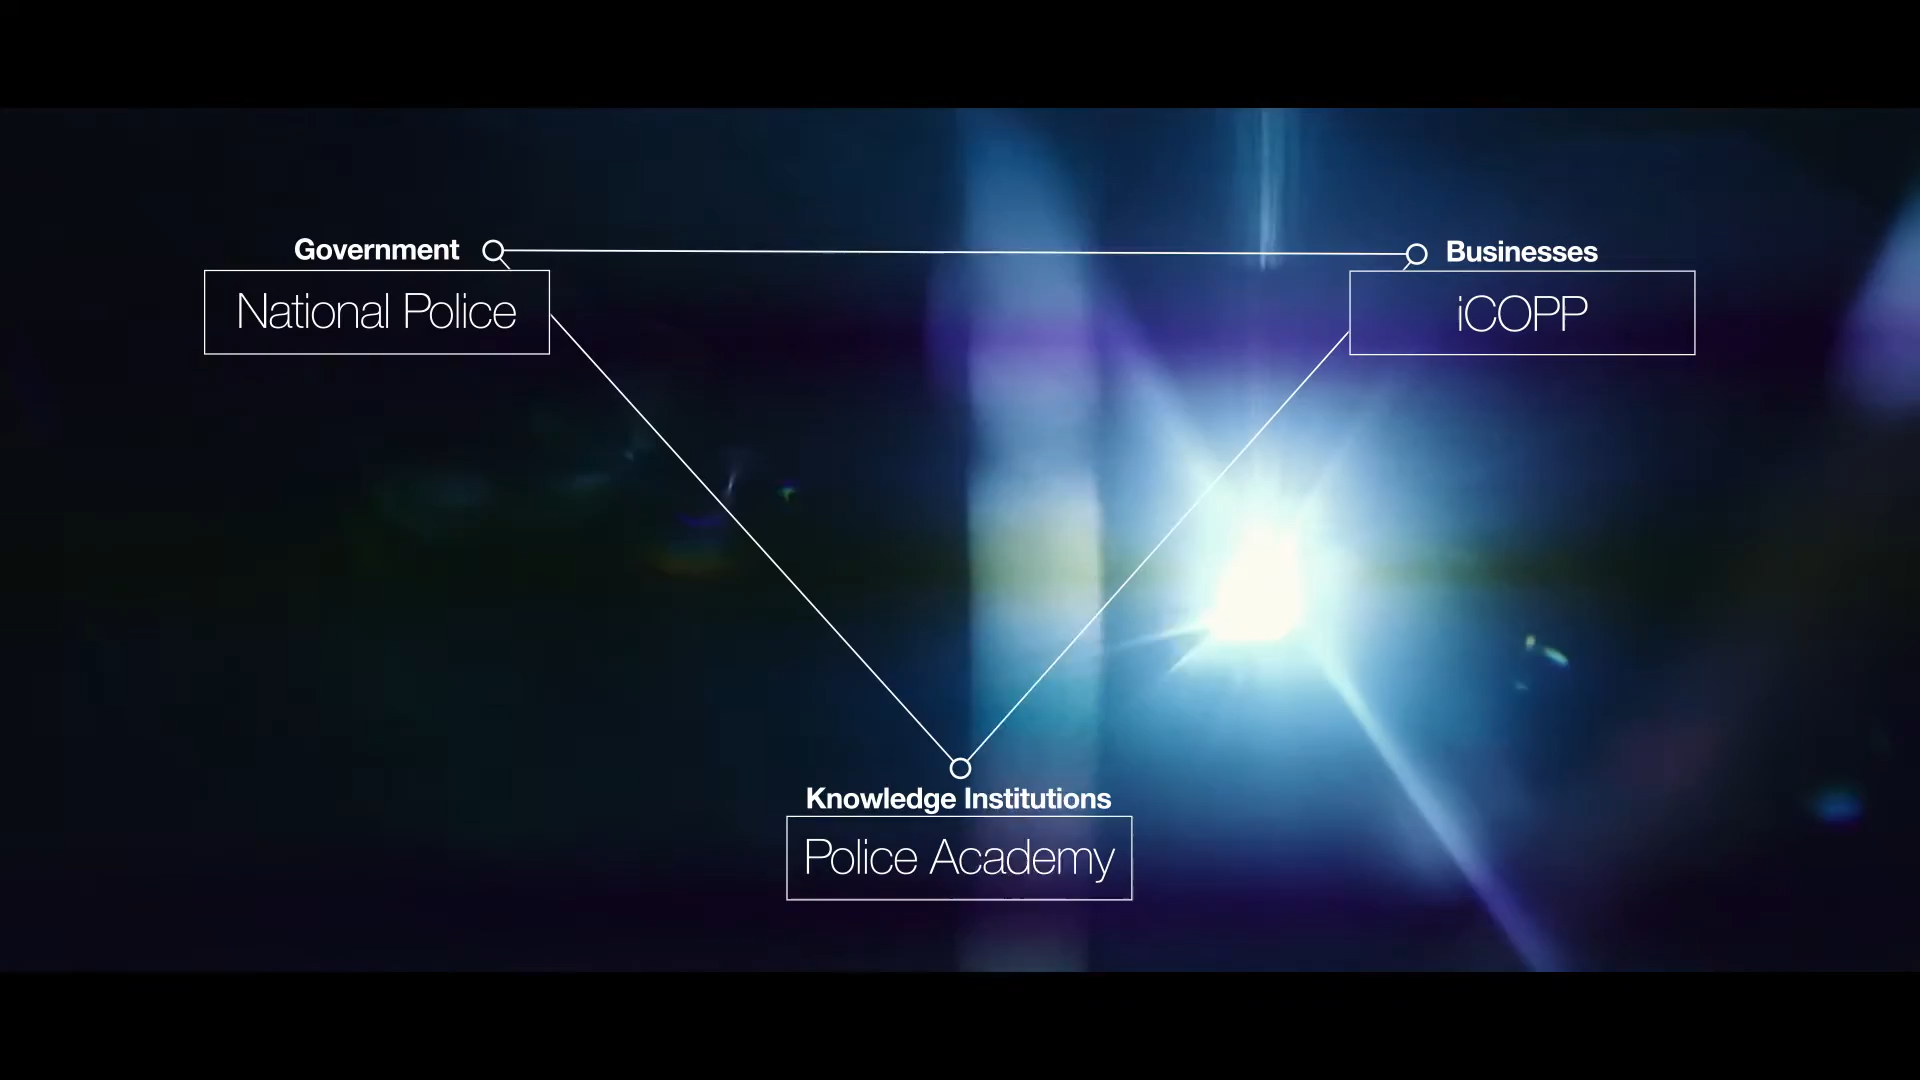 Government
Businesses
National Police
iCOPP
Knowledge Institutions
Police Academy